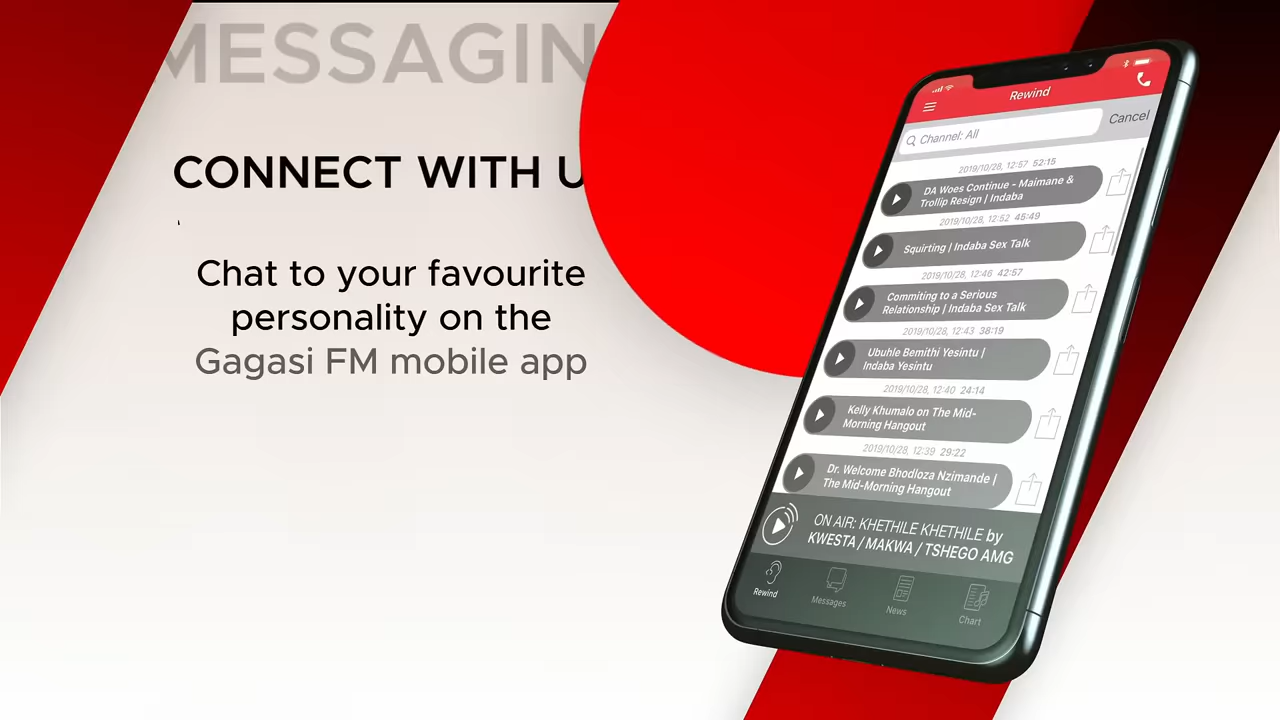 MESSAGIN
CONNECT WITH U
Chat to your favourite
personality on the
Gagasi FM mobile app
Rewind
Channel: All
Cancel
2019/10/28, 12:57 52:15
DA Woes Continue - Maimane &
Trollip Resign | Indaba
2019/10/28, 12:52 45:49
Squirting | Indaba Sex Talk
2019/10/28, 12:46 42:57
Commiting to a Serious
Relationship | Indaba Sex Talk
2019/10/28, 12:43 38:19
Ubuhle Bemithi Yesintu |
Indaba Yesintu
2019/10/28, 12:40 24:14
Kelly Khumalo on The Mid-
Morning Hangout
2019/10/28, 12:39 29:22
Dr. Welcome Bhodloza Nzimande |
The Mid-Morning Hangout
ON AIR: KHETHILE KHETHILE by
KWESTA / MAKWA / TSHEGO AMG
Rewind
Messages
News
Chart